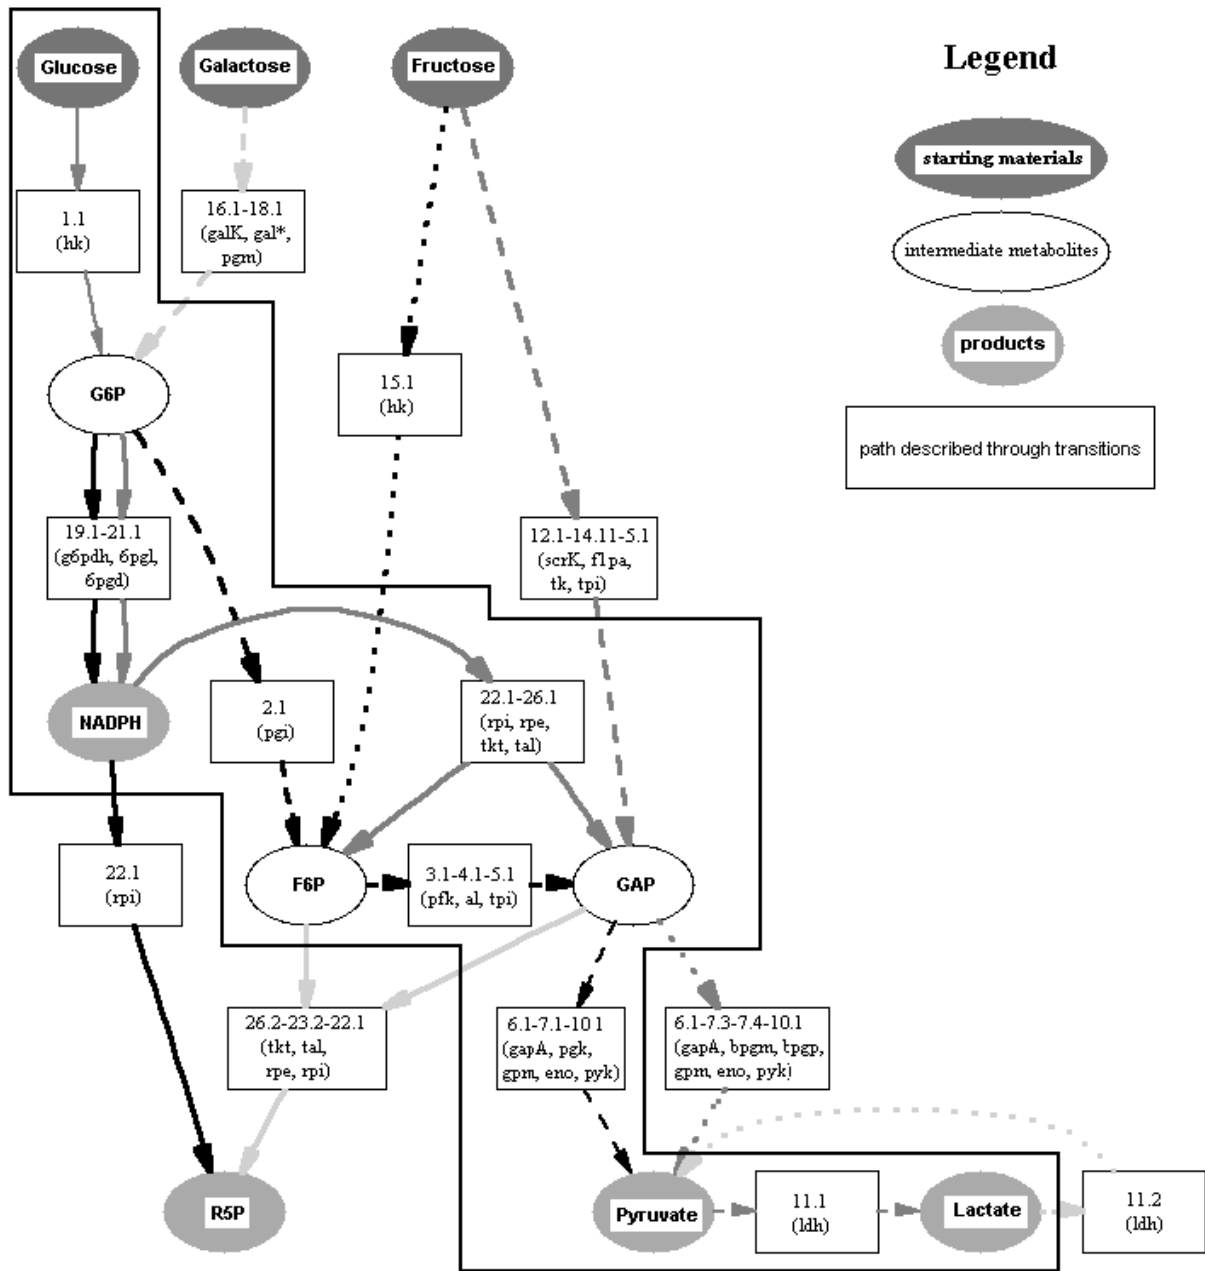 Legend
Glucose
Galactose
Fructose
starting materials
1.1
(hk)
16.1-18.1
(galK, gal*,
pgm)
intermediate metabolites
products
G6P
15.1
(hk)
path described through transitions
19.1-21.1
(g6pdh, 6pgl,
6pgd)
12.1-14.11-5.1
(scrK, f1pa,
tk, tpi)
NADPH
2.1
(pgi)
22.1-26.1
(rpi, rpe,
tkt, tal)
22.1
(rpi)
F6P
3.1-4.1-5.1
(pfk, al, tpi)
GAP
26.2-23.2-22.1
(tkt, tal,
rpe, rpi)
6.1-7.1-10.1
(gapA, pgk,
gpm, eno, pyk)
6.1-7.3-7.4-10.1
(gapA, bpgm, bpgp,
gpm, eno, pyk)
R5P
Pyruvate
11.1
(ldh)
Lactate
11.2
(ldh)